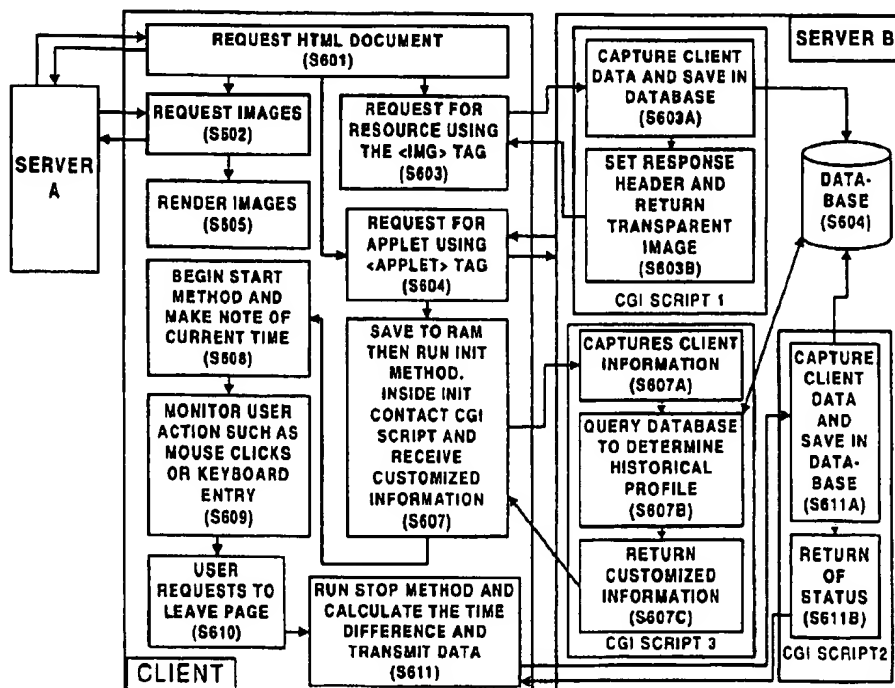 SERVER
A
REQUEST HTML DOCUMENT
(S601)
REQUEST IMAGES
(S502)
RENDER IMAGES
(S505)
REQUEST FOR
RESOURCE USING
THE <IMG> TAG
(S603)
REQUEST FOR
APPLET USING
<APPLET> TAG
(S604)
BEGIN START
METHOD AND
MAKE NOTE OF
CURRENT TIME
(S608)
SAVE TO RAM
THEN RUN INIT
METHOD.
INSIDE INIT
CONTACT CGI
SCRIPT AND
RECEIVE
CUSTOMIZED
INFORMATION
(S607)
MONITOR USER
ACTION SUCH AS
MOUSE CLICKS
OR KEYBOARD
ENTRY
(S609)
USER
REQUESTS TO
LEAVE PAGE
(S610)
RUN STOP METHOD AND
CALCULATE THE TIME
DIFFERENCE AND
TRANSMIT DATA
(S611)
CLIENT
SERVER B
CAPTURE CLIENT
DATA AND SAVE IN
DATABASE
(S603A)
SET RESPONSE
HEADER AND
RETURN
TRANSPARENT
IMAGE
(S603B)
CGI SCRIPT 1
DATA-
BASE
(S604)
CAPTURES CLIENT
INFORMATION
(S607A)
QUERY DATABASE
TO DETERMINE
HISTORICAL
PROFILE
(S607B)
RETURN
CUSTOMIZED
INFORMATION
(S607C)
CGI SCRIPT 3
CAPTURE
CLIENT
DATA
AND
SAVE IN
DATA-
BASE
(S611A)
RETURN
OF
STATUS
(S611B)
CGI SCRIPT2